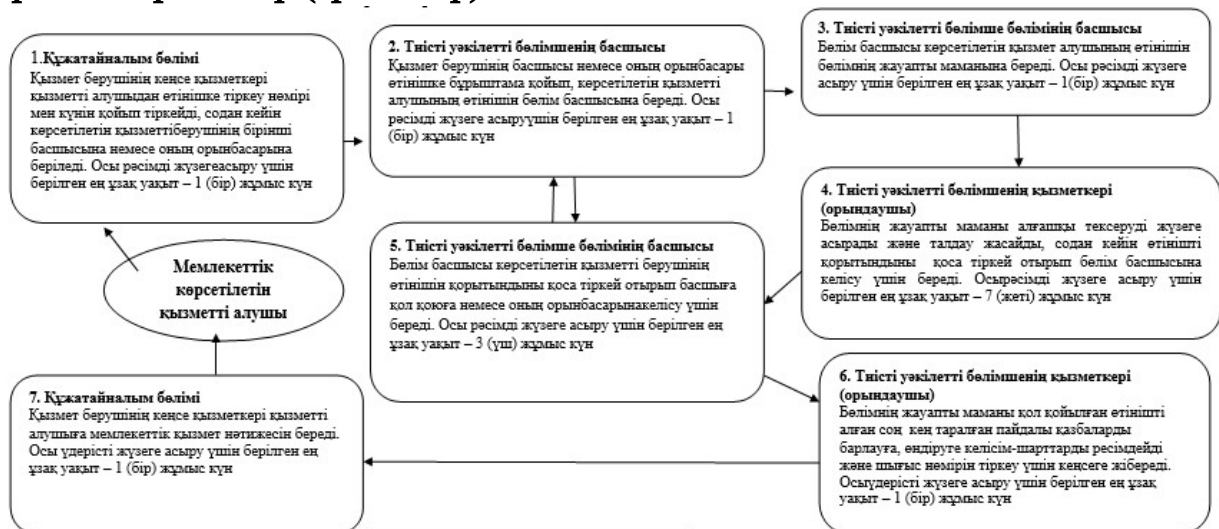 1.Құжатайналым бөлімі
Қызмет берушінің кеңсе қызметкері
қызметті алушыдан өтінішке тіркеу нөмірі
мен күнін қойып тіркейді, содан кейін
көрсетілетін қызметтіберушінің бірінші
басшысына немесе оның орынбасарына
беріледі. Осы рәсімді жүзегеасыру үшін
берілген ең ұзақ уақыт – 1 (бір) жұмыс күн
2. Тиісті уәкілетті бөлімшенің басшысы
Қызмет берушінің басшысы немесе оның орынбасары
өтінішке бұрыштама қойып, көрсетілетін қызметті
алушының өтінішін бөлім басшысына береді. Осы
рәсімді жүзеге асыруүшін берілген ең ұзақ уақыт – 1
(бір) жұмыс күн
3. Тиісті уәкілетті бөлімше бөлімінің басшысы
Бөлім басшысы көрсетілетін қызмет алушының өтінішін
бөлімнің жауапты маманына береді. Осы рәсімді жүзеге
асыру үшін берілген ең ұзақ уақыт – 1(бір) жұмыс күн
4. Тиісті уәкілетті бөлімшенің қызметкері
(орындаушы)
Бөлімнің жауапты маманы алғашқы тексеруді жүзеге
асырады және талдау жасайды, содан кейін өтінішті
қорытындыны қоса тіркей отырып бөлім басшысына
келісу үшін береді. Осырәсімді жүзеге асыру үшін
берілген ең ұзақ уақыт – 7 (жеті) жұмыс күн
5. Тиісті уәкілетті бөлімше бөлімінің басшысы
Бөлім басшысы көрсетілетін қызметті берушінің
өтінішін қорытындыны қоса тіркей отырып басшыға
қол қоюға немесе оның орынбасарынакелісу үшін
береді. Осы рәсімді жүзеге асыру үшін берілген ең
ұзақ уақыт – 3 (үш) жұмыс күн
Мемлекеттік
көрсетілетін
қызметті алушы
6. Тиісті уәкілетті бөлімшенің қызметкері
(орындаушы)
Бөлімнің жауапты маманы қол қойылған өтінішті
алған соң кең таралған пайдалы қазбаларды
барлауға, өндіруге келісім-шарттарды ресімдейді
және шығыс нөмірін тіркеу үшін кеңсеге жібереді.
Осыүдерісті жүзеге асыру үшін берілген ең ұзақ
уақыт – 1 (бір) жұмыс күн
7. Құжатайналым бөлімі
Қызмет берушінің кеңсе қызметкері қызметті
алушыға мемлекеттік қызмет нәтижесін береді.
Осы үдерісті жүзеге асыру үшін берілген ең
ұзақ уақыт – 1 (бір) жұмыс күн